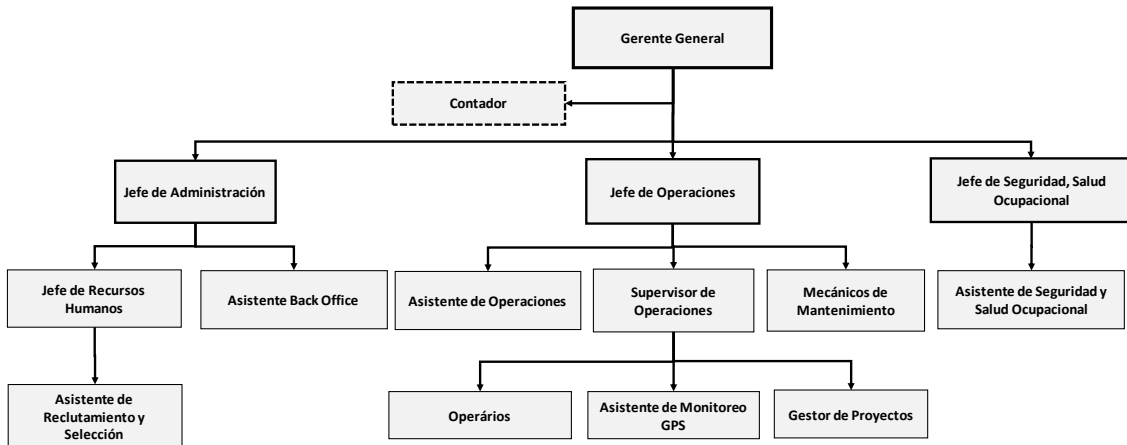 Gerente General
Contador
Jefe de Administración
Jefe de Operaciones
Jefe de Seguridad, Salud
Ocupacional
Jefe de Recursos
Humanos
Asistente Back Office
Asistente de Operaciones
Supervisor de
Operaciones
Mecánicos de
Mantenimiento
Asistente de Seguridad y
Salud Ocupacional
Asistente de
Reclutamiento y
Selección
Operários
Asistente de Monitoreo
GPS
Gestor de Proyectos